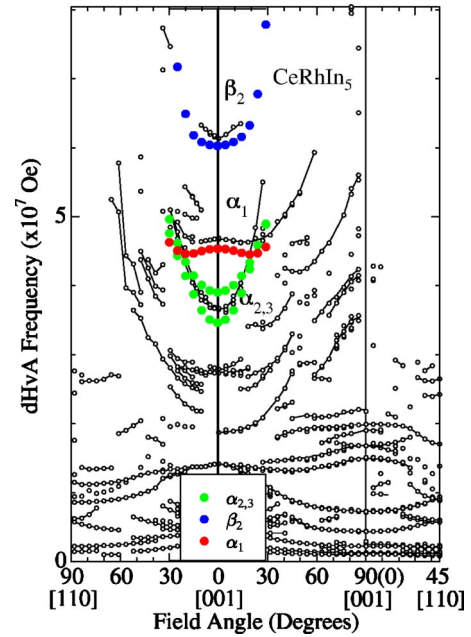 CeRhIn5
β2
α1
α2,3
5
0
dHvA Frequency (x10^7 Oe)
α2,3
β2
α1
90 60 30 0 30 60 90(0) 45
[110] [001] [001] [110]
Field Angle (Degrees)